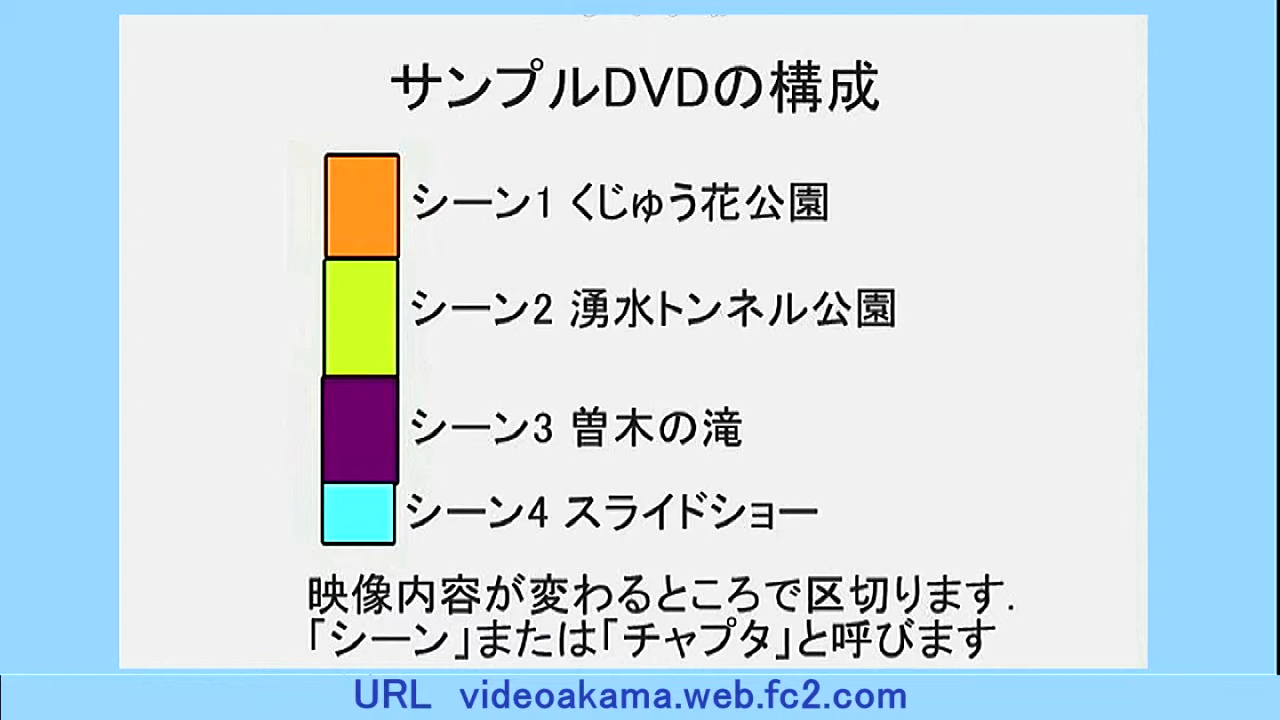 サンプルDVDの構成
シーン1 くじゅう花公園
シーン2 湧水トンネル公園
シーン3 曽木の滝
シーン4 スライドショー
映像内容が変わるところで区切ります.
「シーン」または「チャプタ」と呼びます
URL videoakama.web.fc2.com